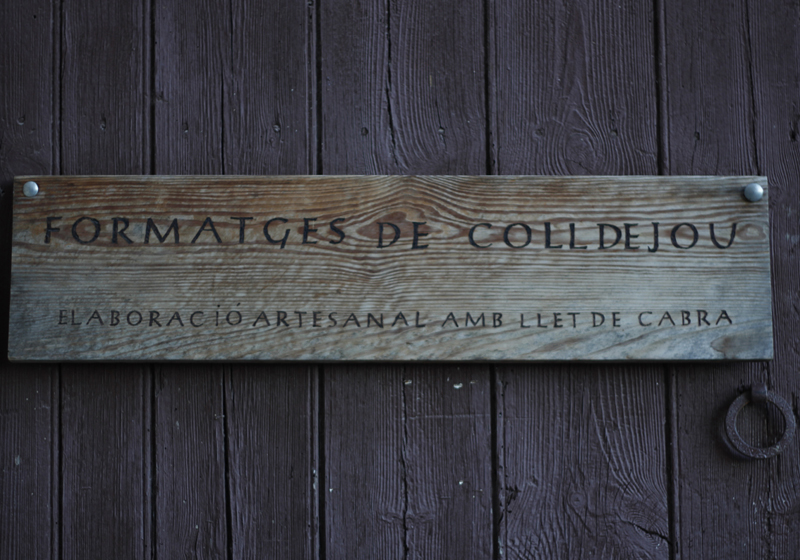 FORMATGES DE COLLDEJOU
ELABORACIÓ ARTESANAL AMB LLET DE CABRA